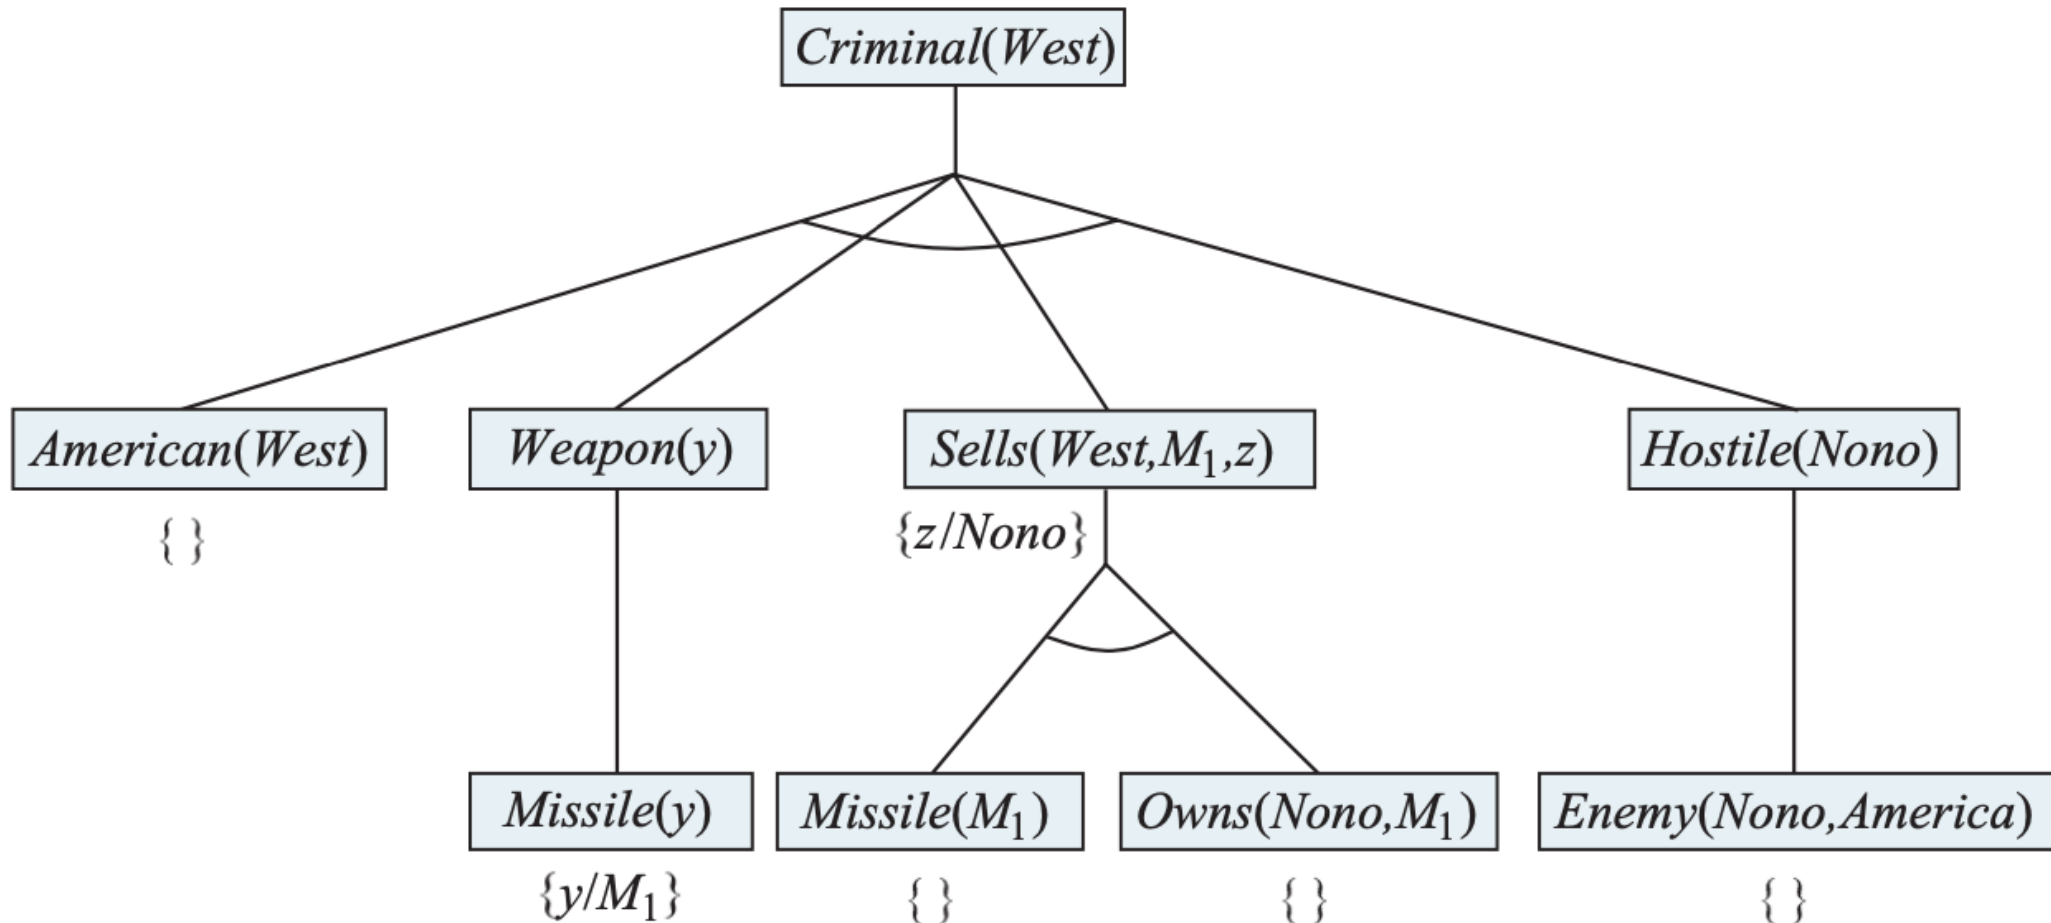 Criminal(West)
American(West)
Weapon(y)
Sells(West,M₁,z)
Hostile(Nono)
{ }
{z/Nono}
Missile(y)
Missile(M₁)
Owns(Nono,M₁)
Enemy(Nono,America)
{y/M₁}
{ }
{ }
{ }